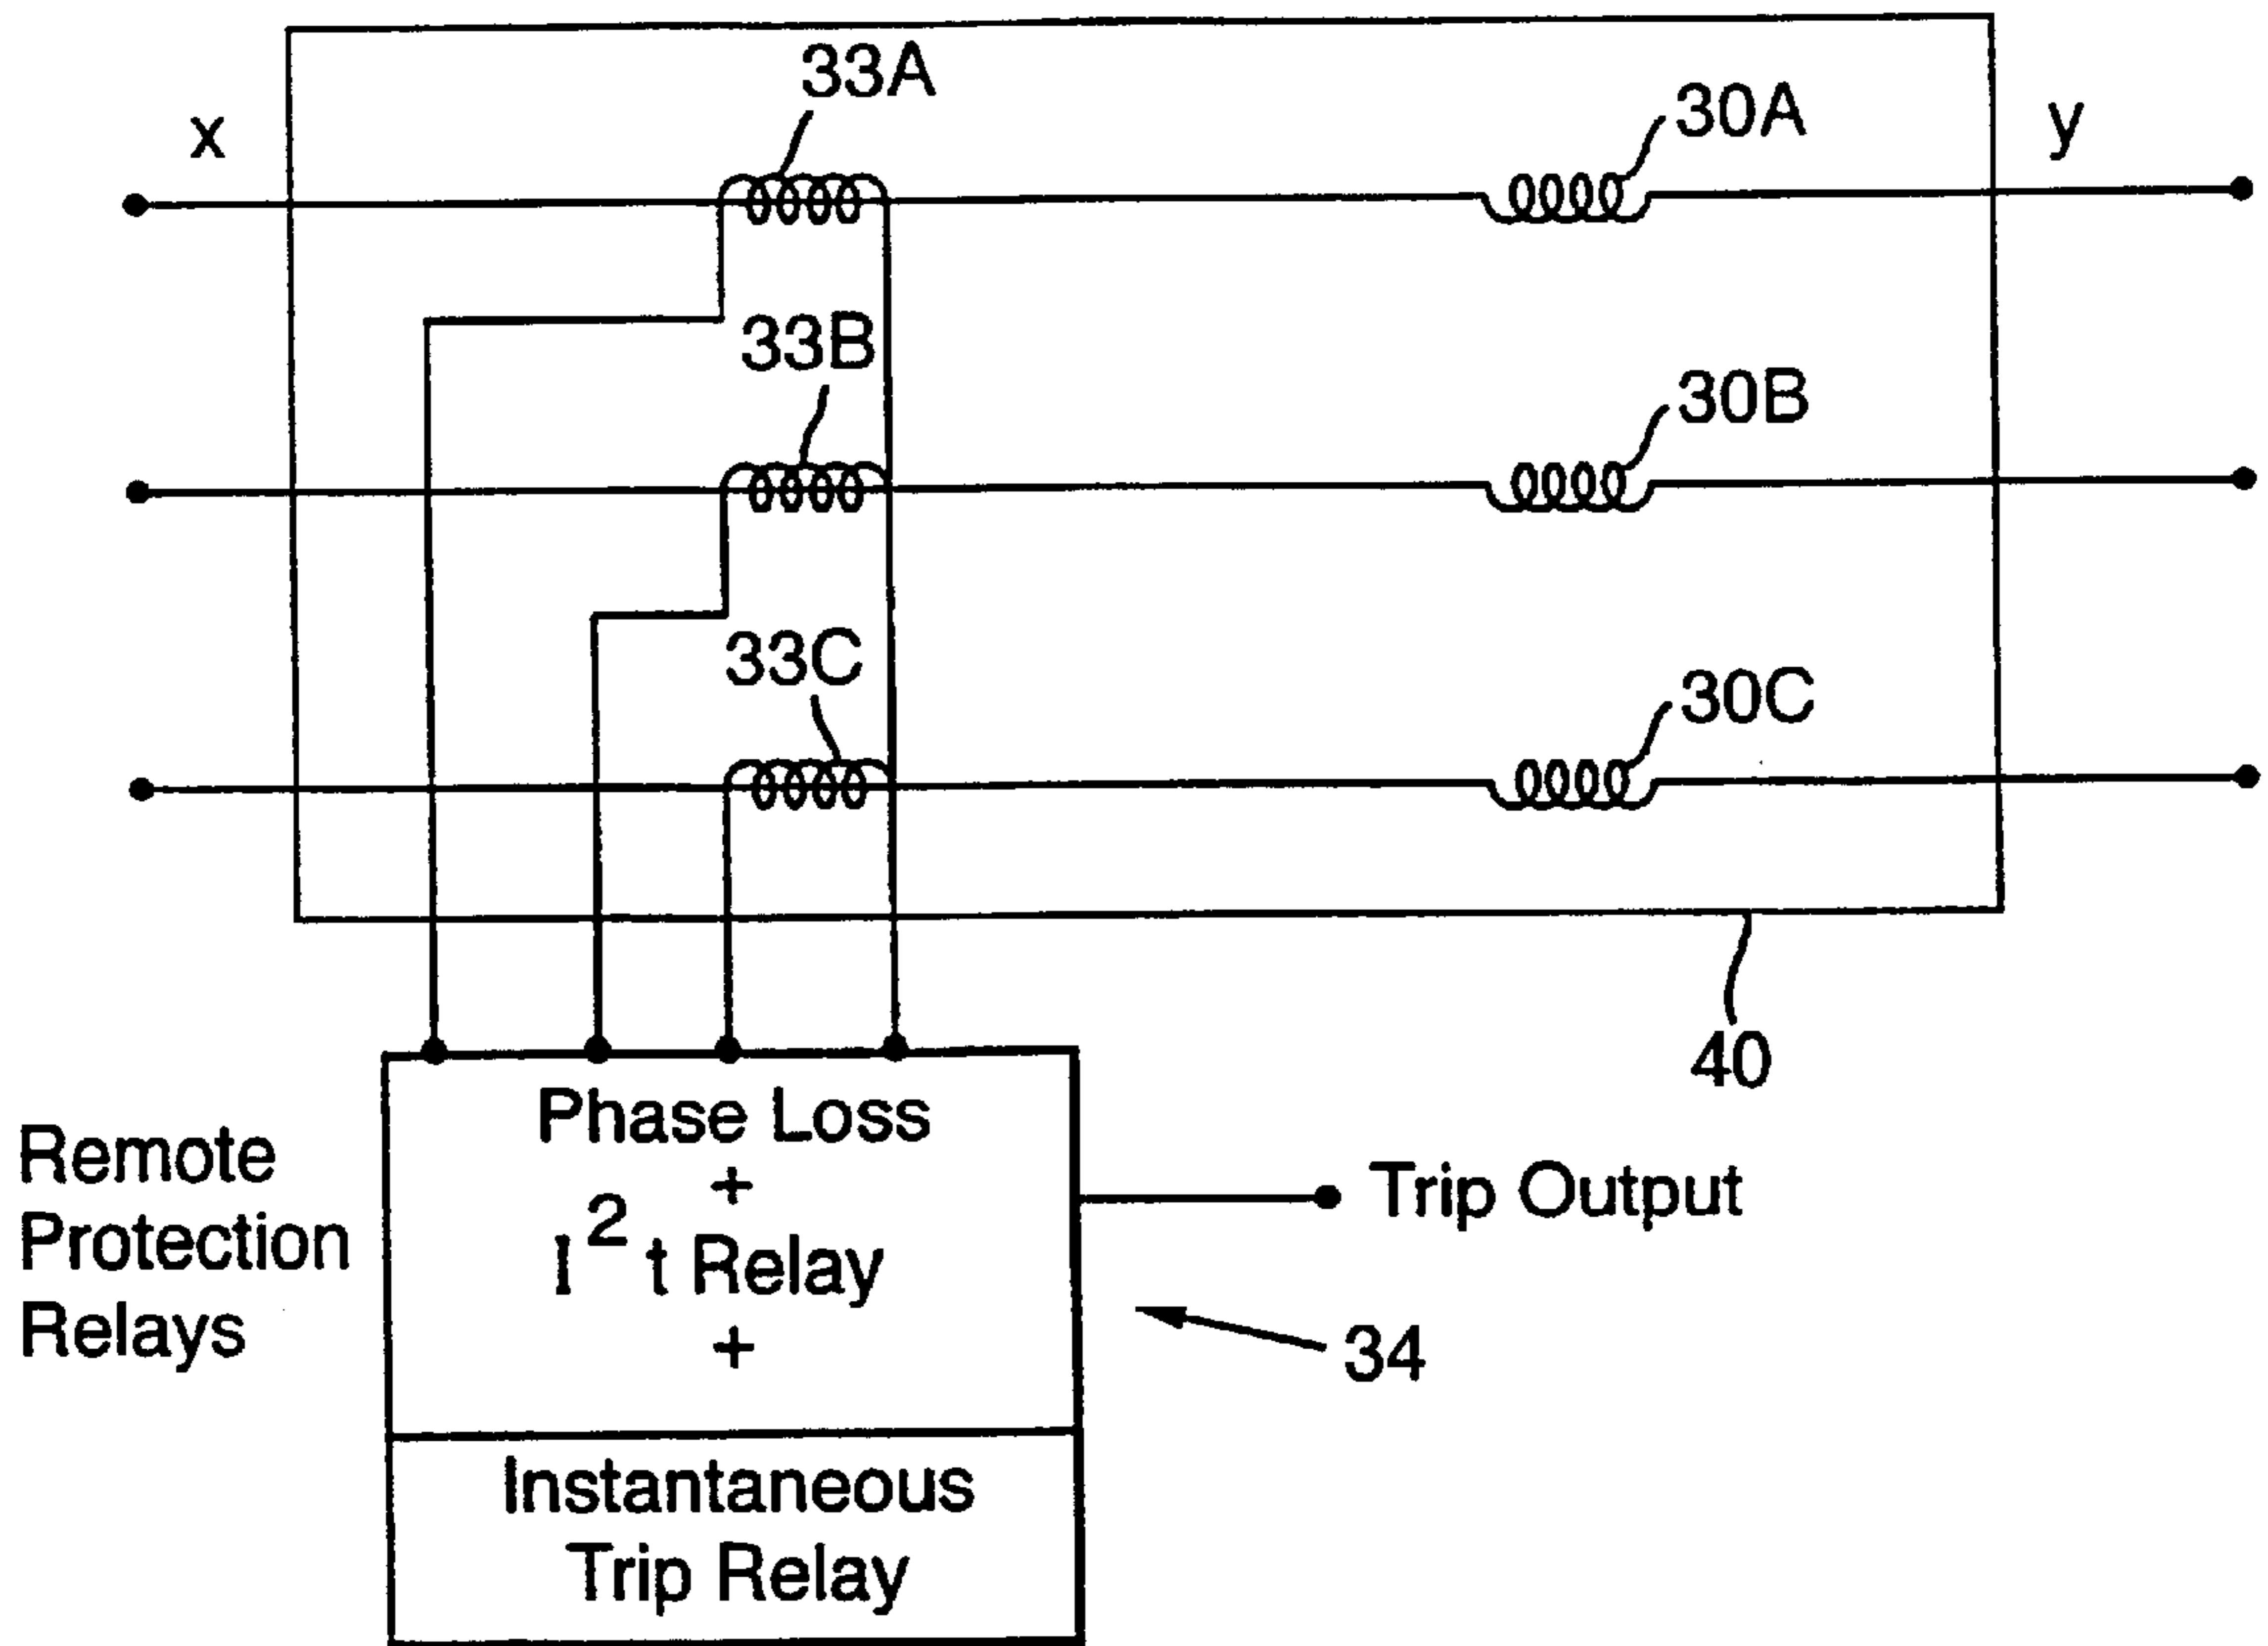 33A
30A
x
y
33B
30B
33C
30C
40
Remote
Protection
Relays
Phase Loss
+
I² t Relay
+
Trip Output
34
Instantaneous
Trip Relay